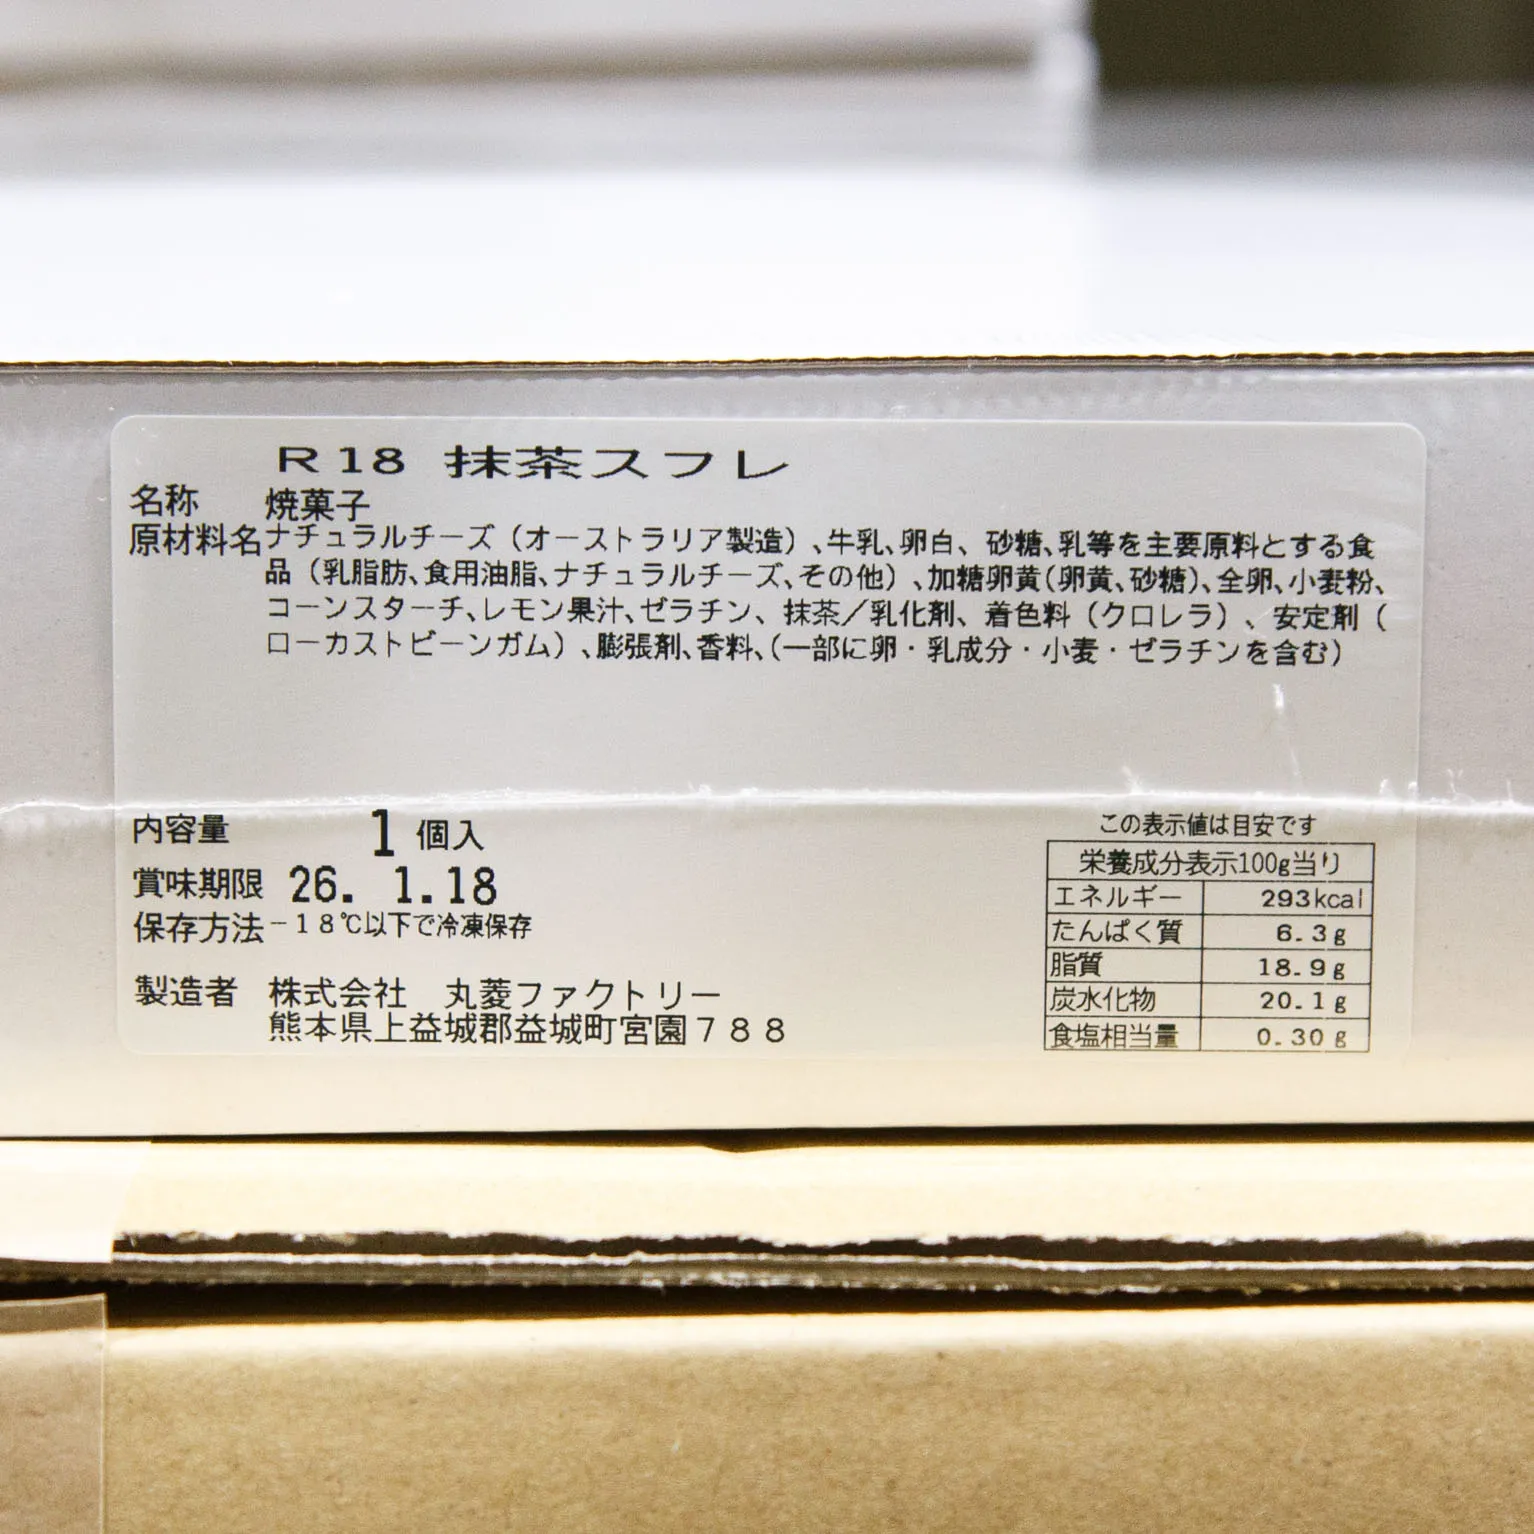 R18 抹茶スフレ
名称 焼菓子
原材料名 ナチュラルチーズ（オーストラリア製造）、牛乳、卵白、砂糖、乳等を主要原料とする食
品（乳脂肪、食用油脂、ナチュラルチーズ、その他）、加糖卵黄（卵黄、砂糖）、全卵、小麦粉、
コーンスターチ、レモン果汁、ゼラチン、抹茶／乳化剤、着色料（クロレラ）、安定剤（
ローカストビーンガム）、膨張剤、香料、（一部に卵・乳成分・小麦・ゼラチンを含む）
内容量 1 個入
賞味期限 26. 1.18
保存方法 －１８℃以下で冷凍保存
製造者 株式会社 丸菱ファクトリー
熊本県上益城郡益城町宮園７８８
この表示値は目安です
栄養成分表示100g当り
エネルギー 293kcal
たんぱく質 6.3g
脂質 18.9g
炭水化物 20.1g
食塩相当量 0.30g